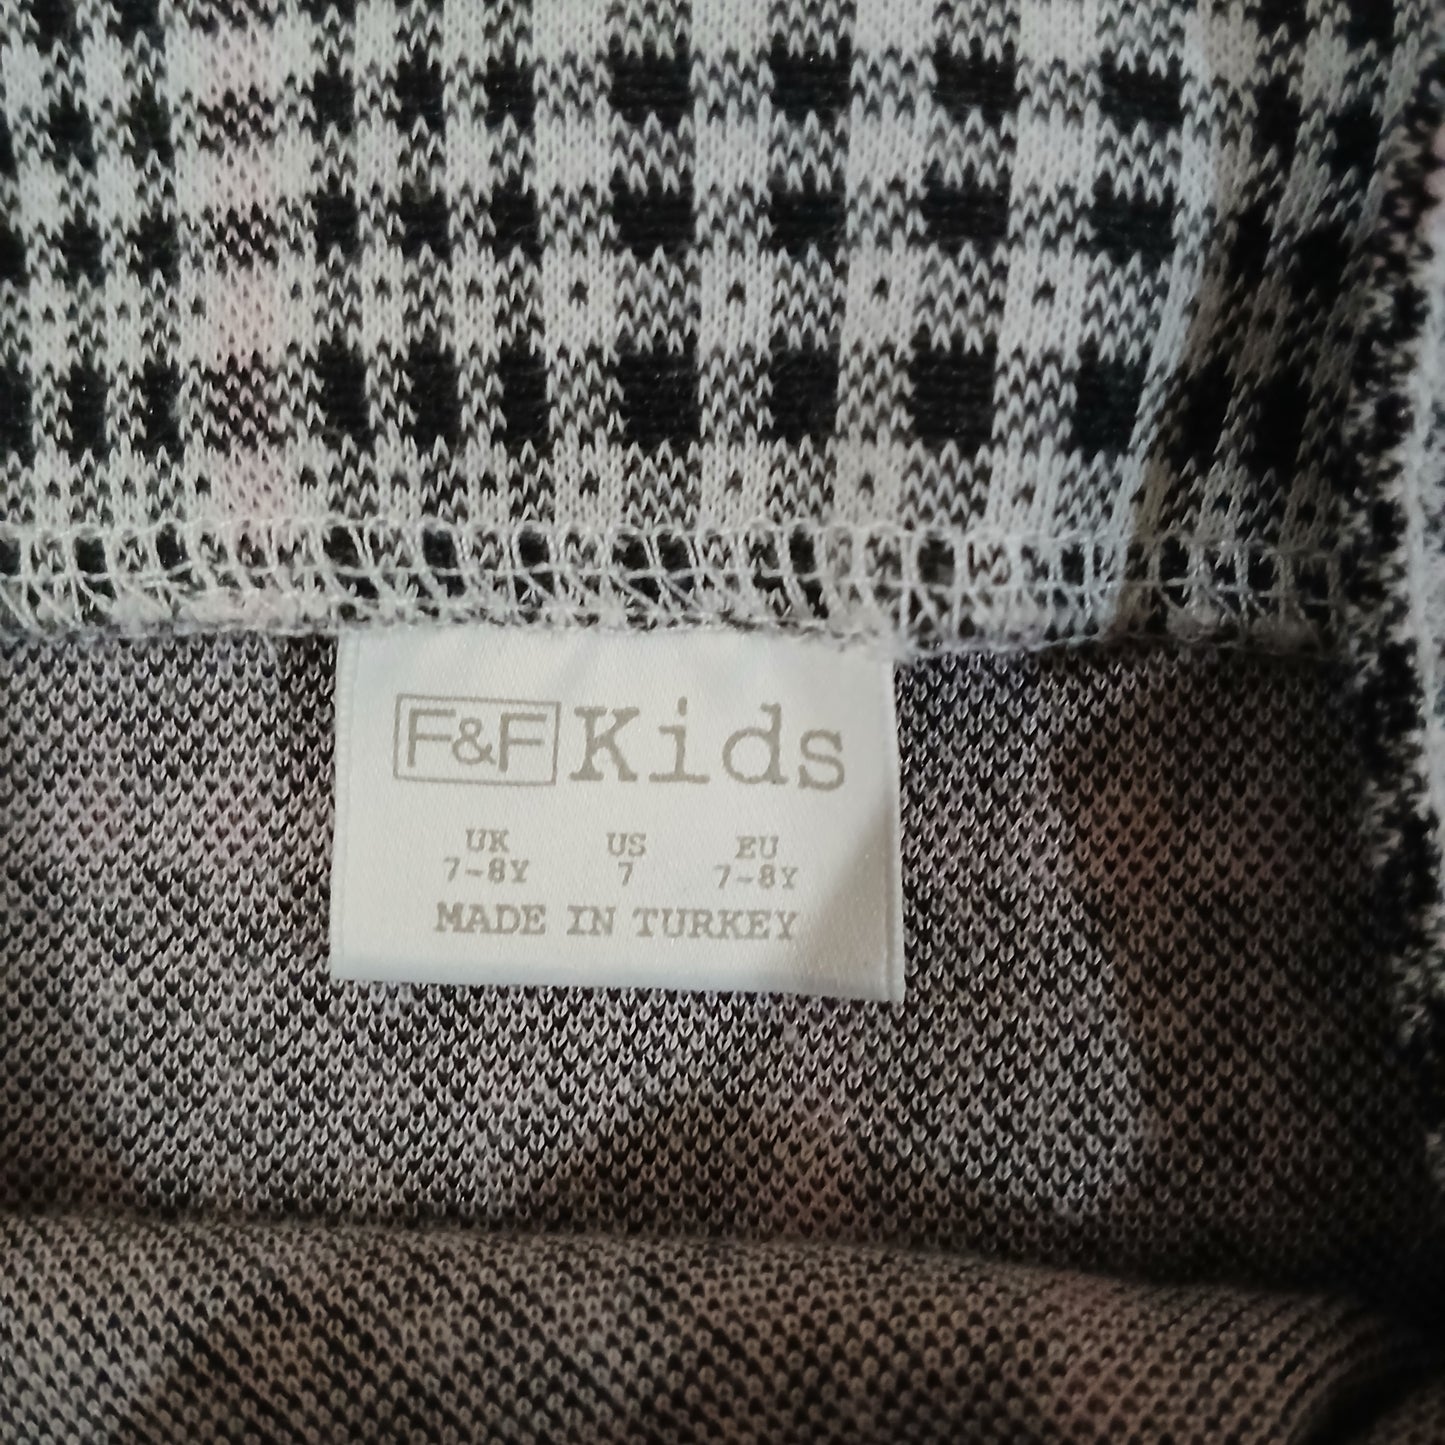 F&F Kids
UK US EU
7-8Y 7 7-8Y
MADE IN TURKEY